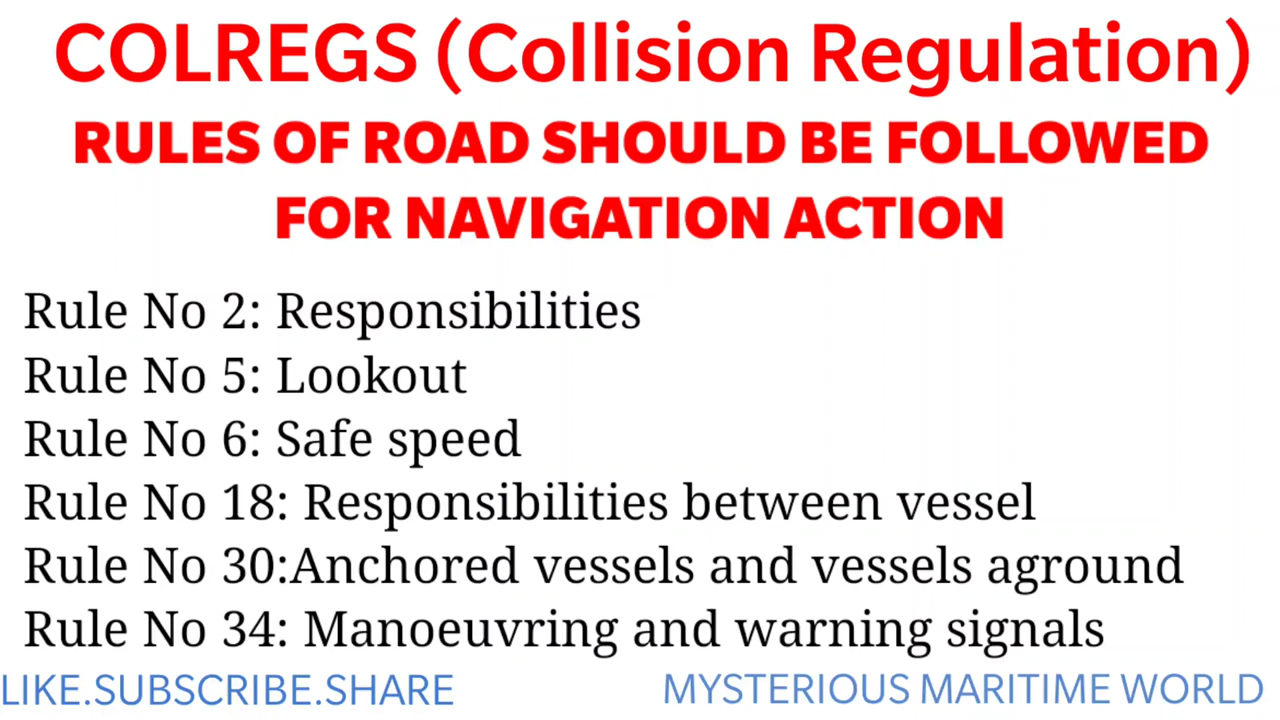 COLREGS (Collision Regulation)
RULES OF ROAD SHOULD BE FOLLOWED
FOR NAVIGATION ACTION
Rule No 2: Responsibilities
Rule No 5: Lookout
Rule No 6: Safe speed
Rule No 18: Responsibilities between vessel
Rule No 30:Anchored vessels and vessels aground
Rule No 34: Manoeuvring and warning signals
LIKE.SUBSCRIBE.SHARE
MYSTERIOUS MARITIME WORLD